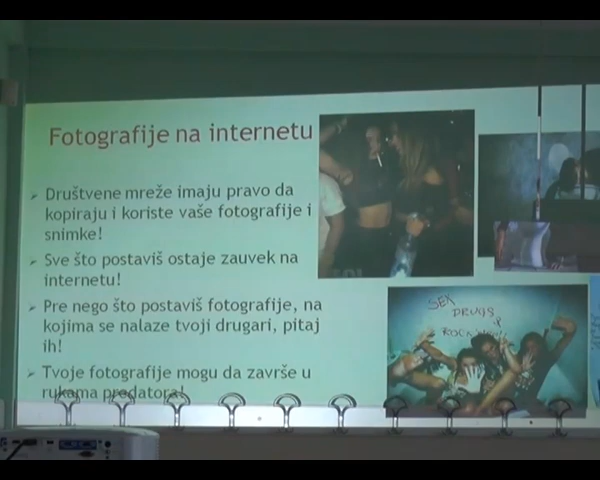 Fotografije na internetu
Društvene mreže imaju pravo da
kopiraju i koriste vaše fotografije i
snimke!
Sve što postaviš ostaje zauvek na
internetu!
Pre nego što postaviš fotografije, na
kojima se nalaze tvoji drugari, pitaj
ih!
Tvoje fotografije mogu da završe u
rukama predatora!
SEX
DRUGS